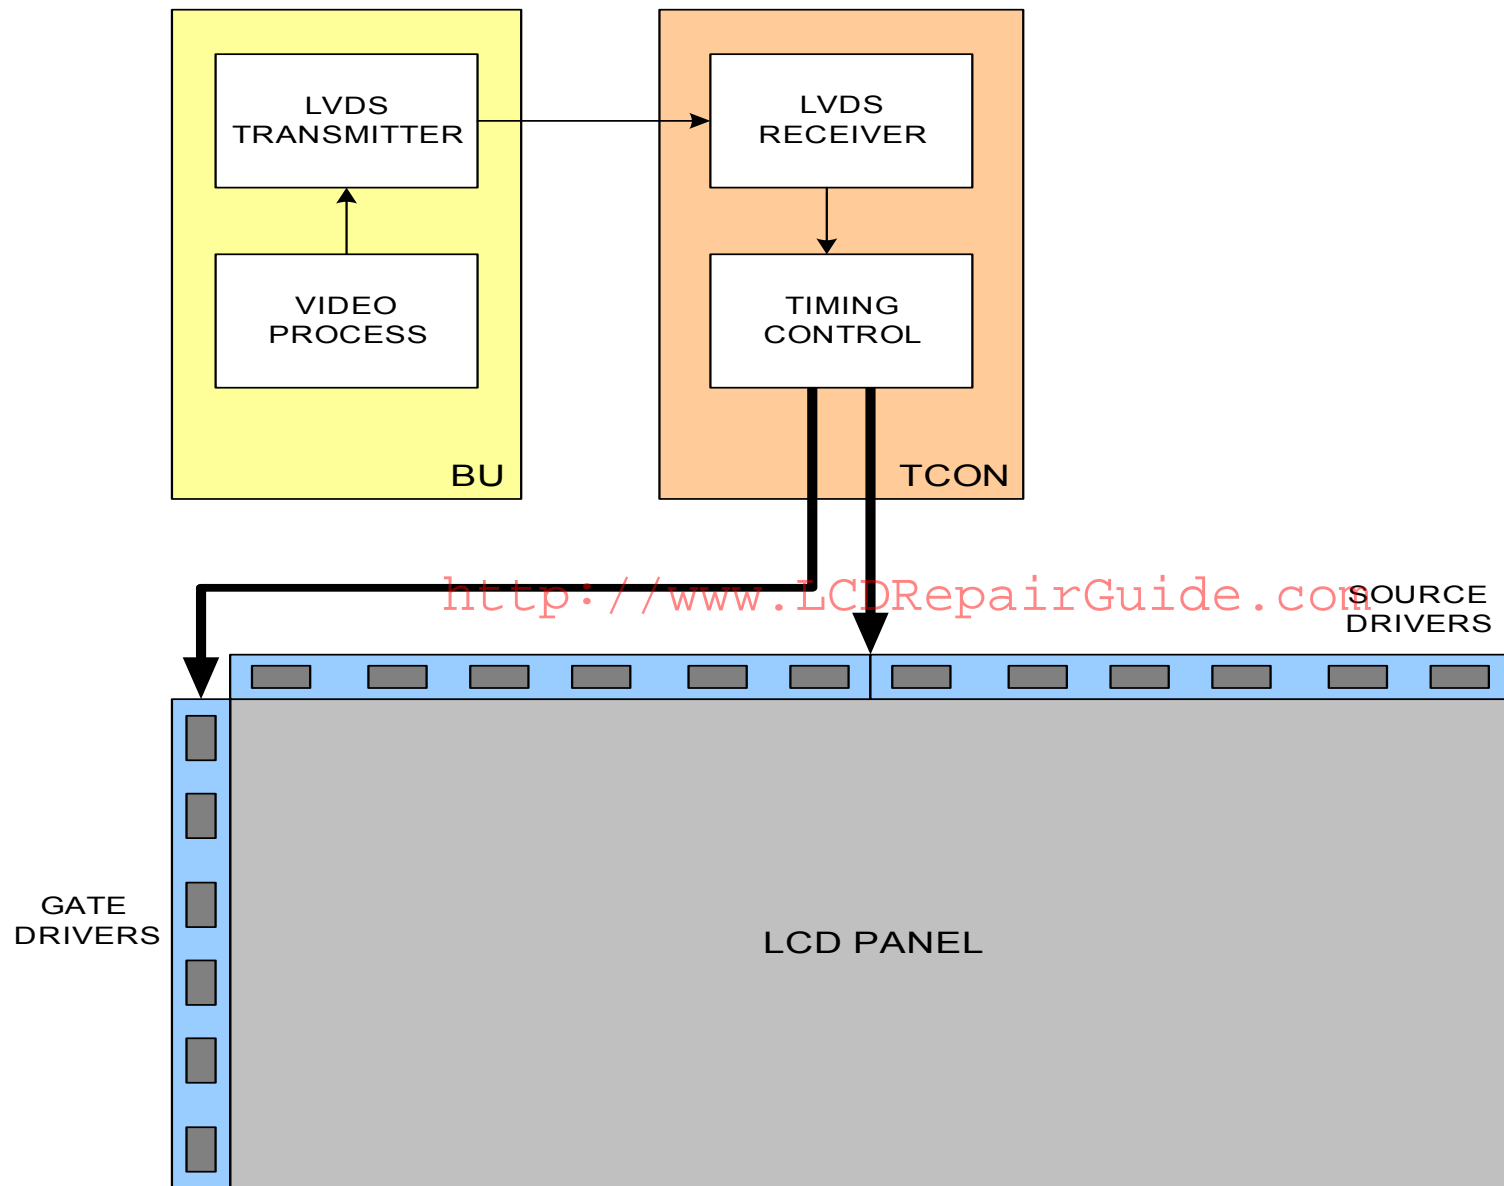 LVDS
TRANSMITTER
LVDS
RECEIVER
VIDEO
PROCESS
TIMING
CONTROL
BU
TCON
http://www.LCDRepairGuide.com
SOURCE
DRIVERS
GATE
DRIVERS
LCD PANEL